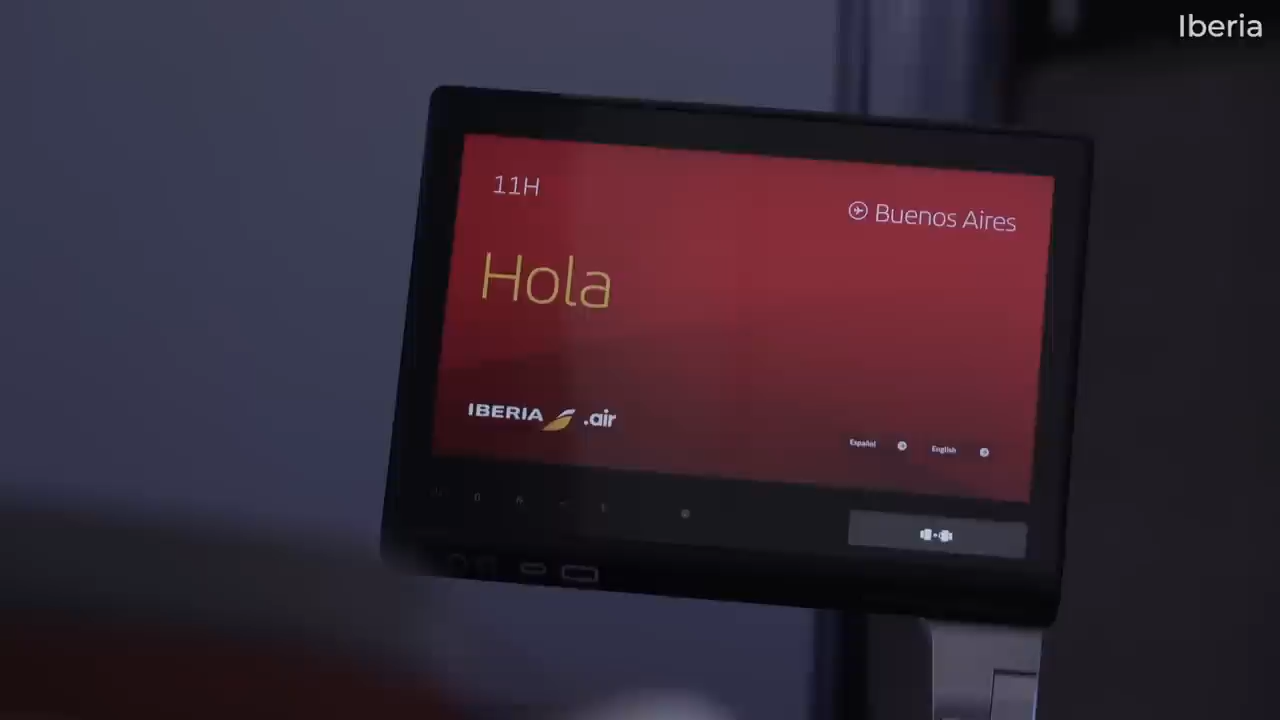 Iberia
11H
Buenos Aires
Hola
IBERIA .air
Español
English